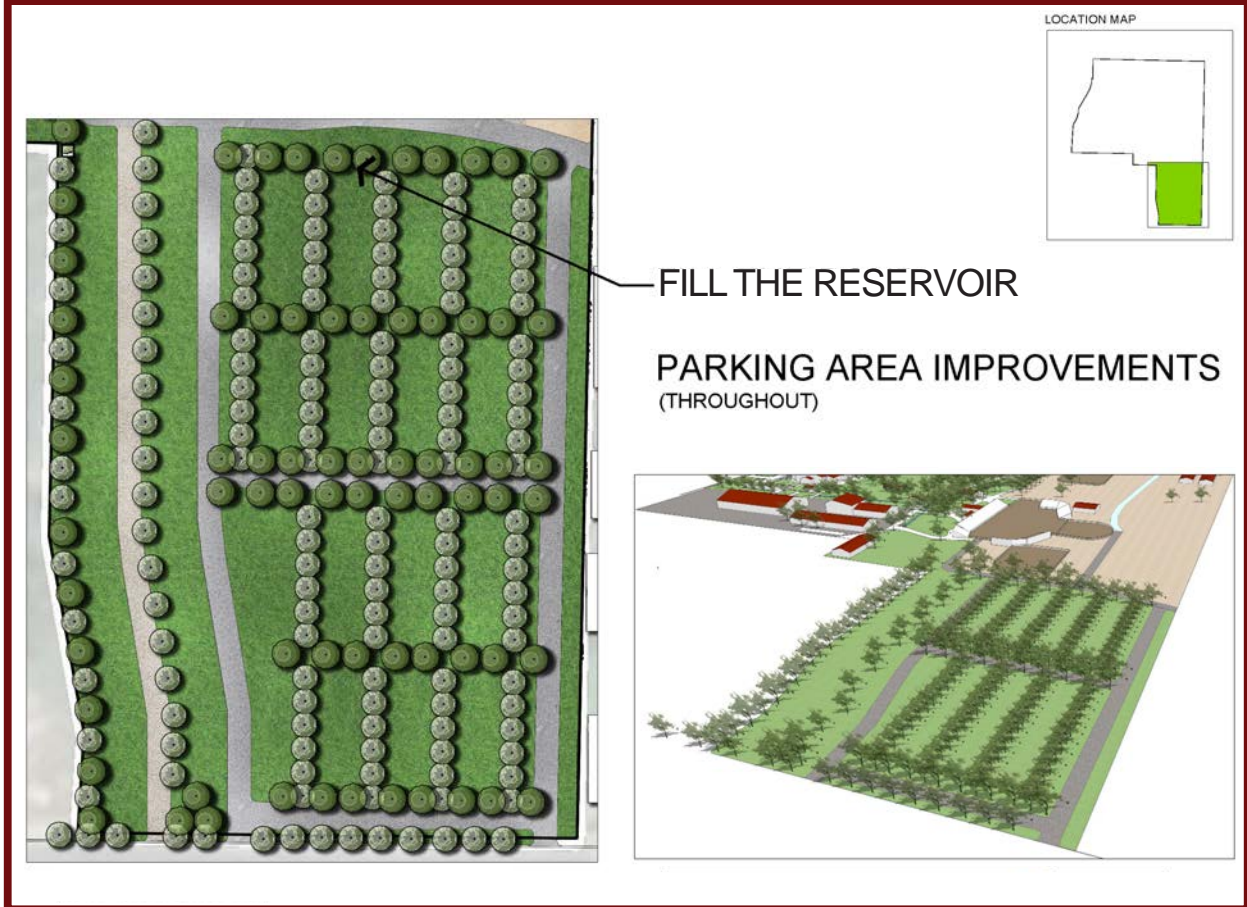 LOCATION MAP
FILL THE RESERVOIR
PARKING AREA IMPROVEMENTS
(THROUGHOUT)